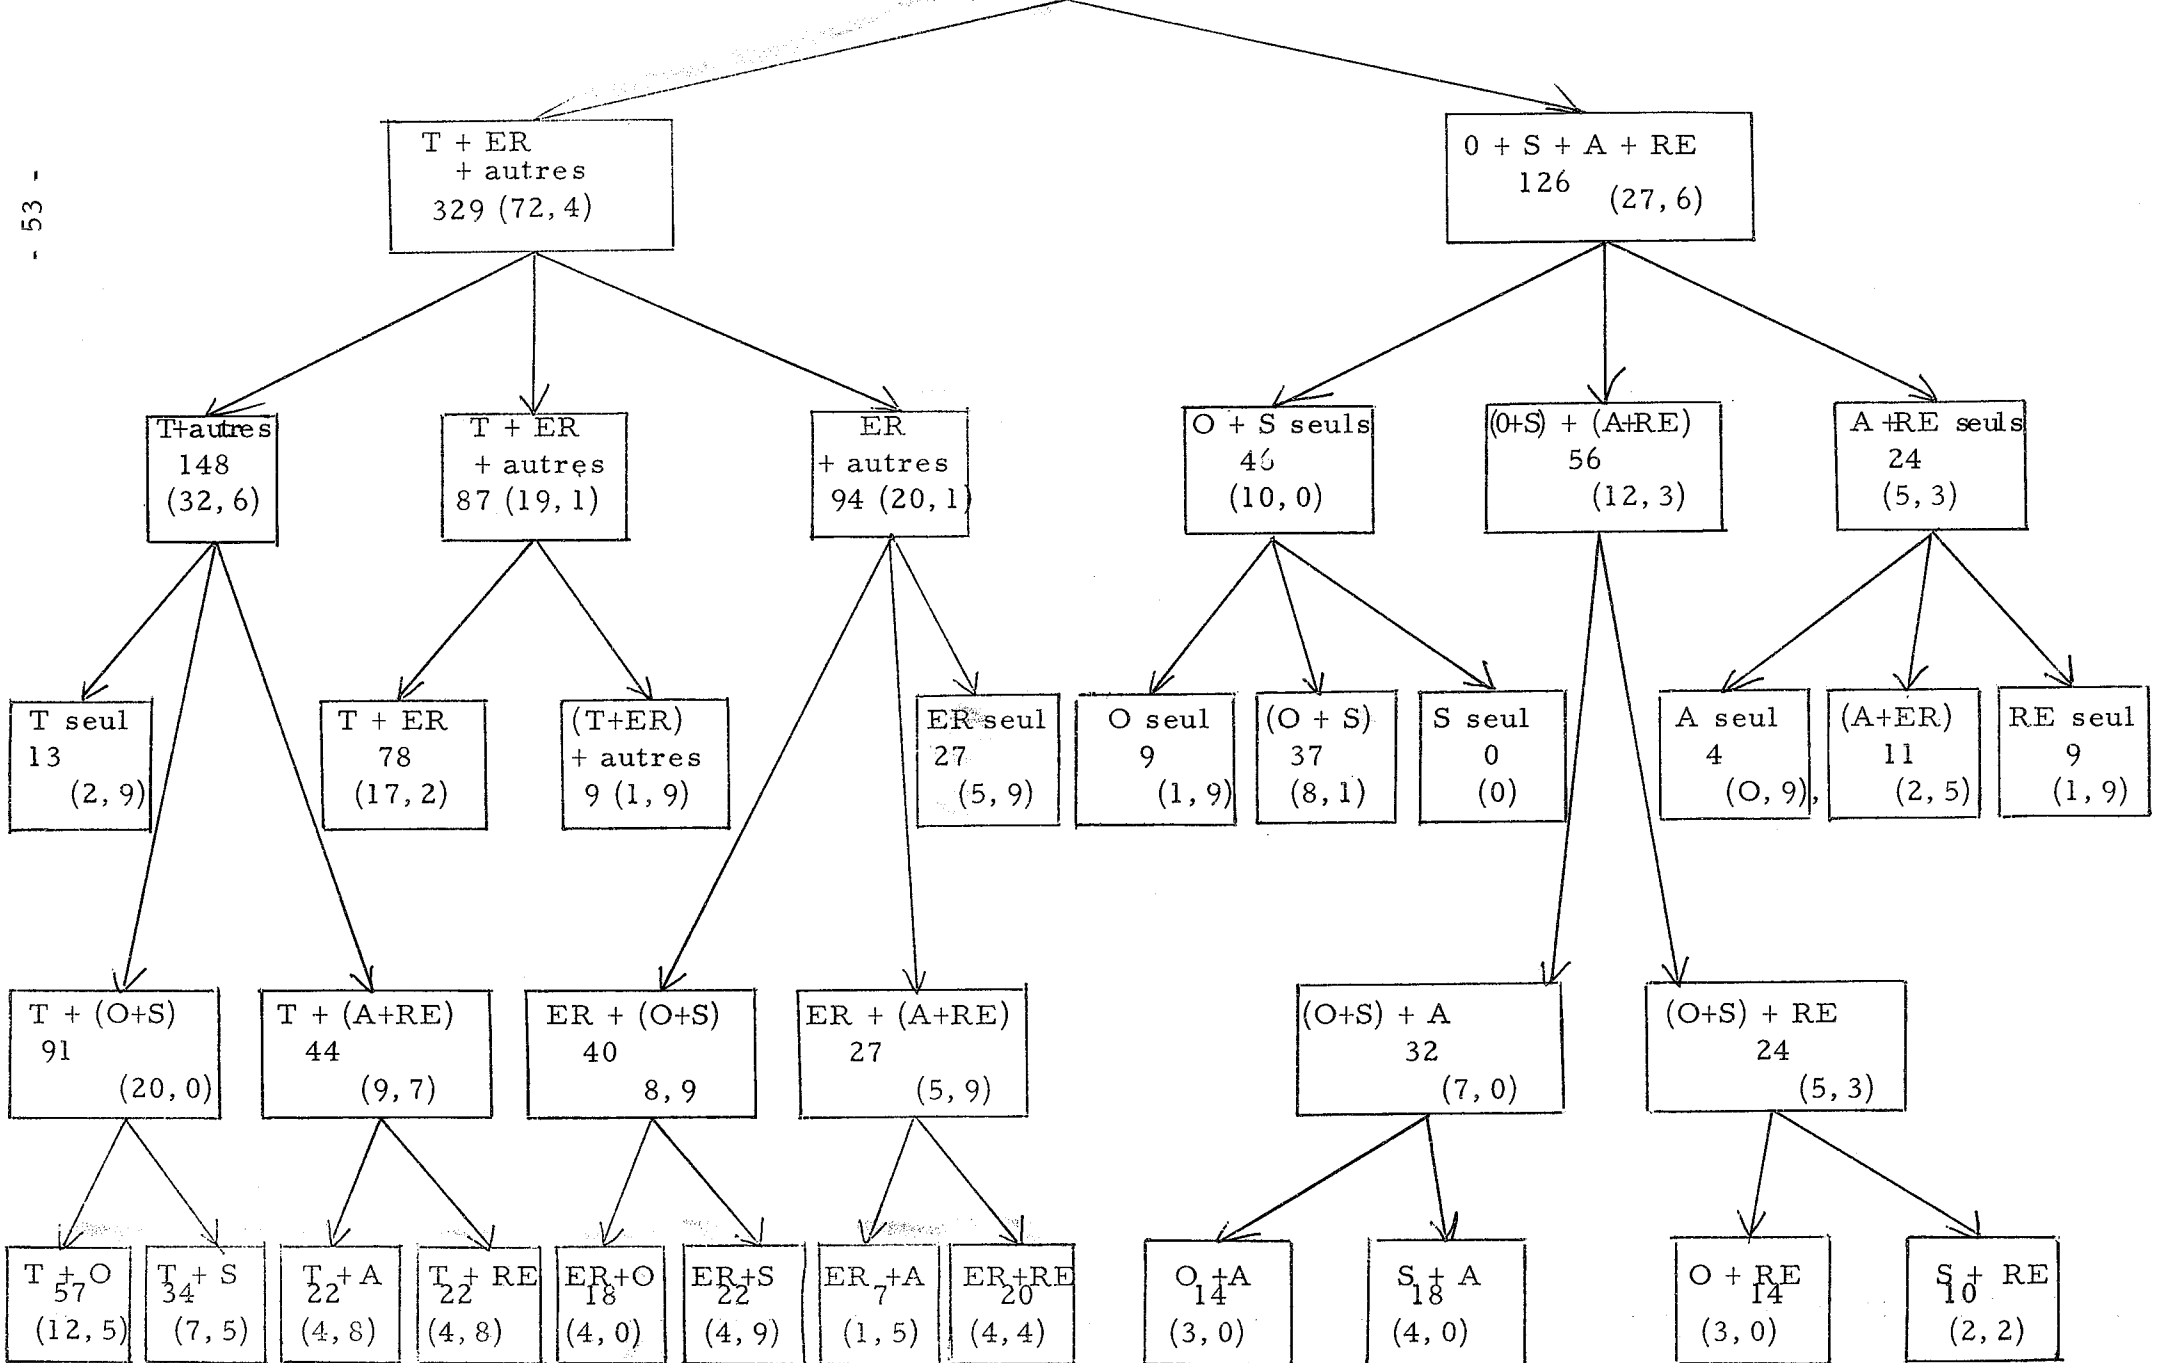 - 53 -
T + ER
+ autres
329 (72, 4)
0 + S + A + RE
126
(27, 6)
T+autres
148
(32, 6)
T + ER
+ autres
87 (19, 1)
ER
+ autres
94 (20, 1)
O + S seuls
46
(10, 0)
(0+S) + (A+RE)
56
(12, 3)
A +RE seuls
24
(5, 3)
T seul
13
(2, 9)
T + ER
78
(17, 2)
(T+ER)
+ autres
9 (1, 9)
ER seul
27
(5, 9)
O seul
9
(1, 9)
(O + S)
37
(8, 1)
S seul
0
(0)
A seul
4
(O, 9),
(A+ER)
11
(2, 5)
RE seul
9
(1, 9)
T + (O+S)
91
(20, 0)
T + (A+RE)
44
(9, 7)
ER + (O+S)
40
8, 9
ER + (A+RE)
27
(5, 9)
(O+S) + A
32
(7, 0)
(O+S) + RE
24
(5, 3)
T + O
57
(12, 5)
T + S
34
(7, 5)
T + A
22
(4, 8)
T + RE
22
(4, 8)
ER+O
18
(4, 0)
ER+S
22
(4, 9)
ER +A
7
(1, 5)
ER+RE
20
(4, 4)
O +A
14
(3, 0)
S + A
18
(4, 0)
O + RE
14
(3, 0)
S + RE
10
(2, 2)